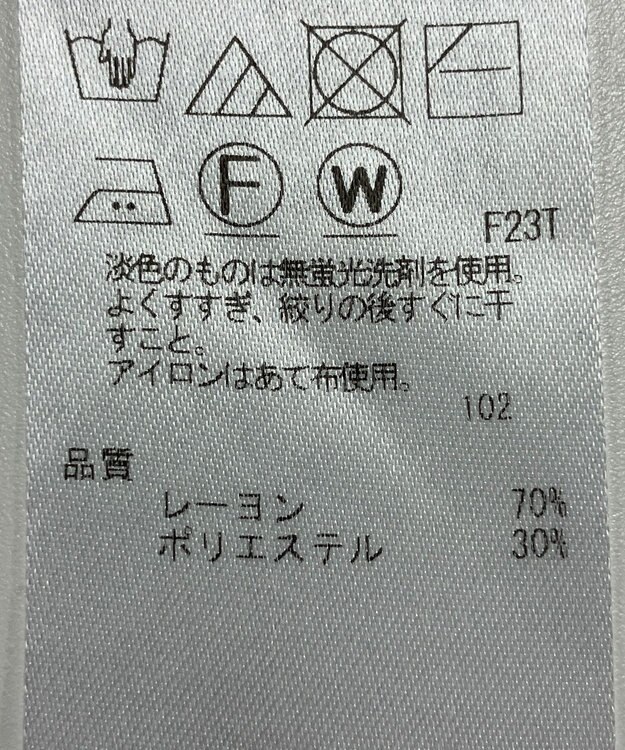 F W
F23T
淡色のものは無蛍光洗剤を使用。
よくすすぎ、絞りの後すぐに干
すこと。
アイロンはあて布使用。
102
品質
レーヨン 70%
ポリエステル 30%